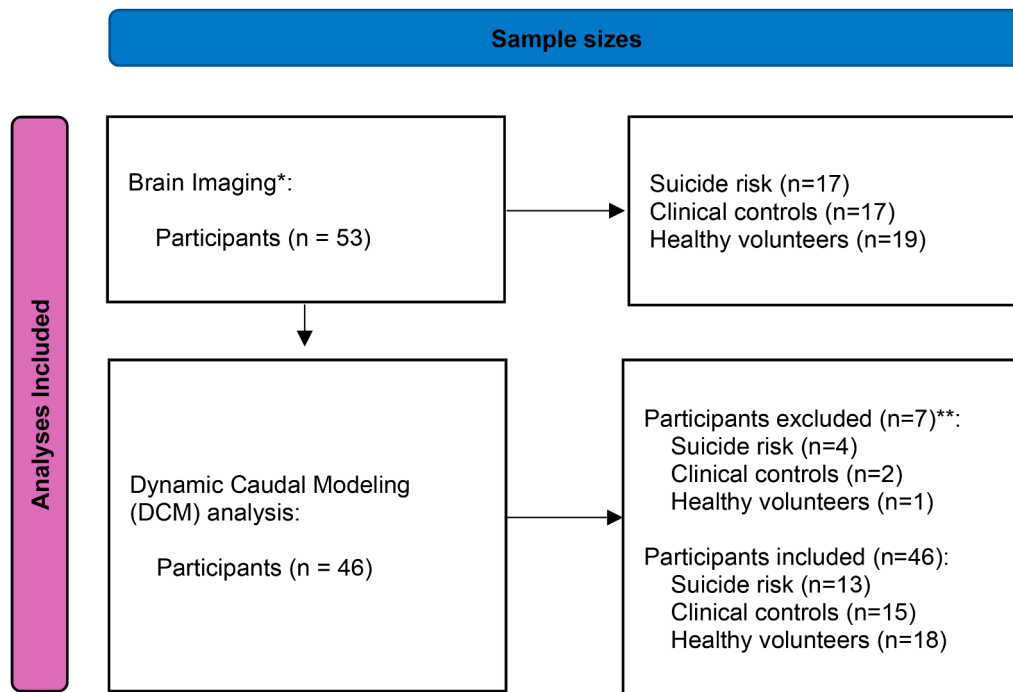 Sample sizes
Analyses Included
Brain Imaging*:
Participants (n = 53)
Suicide risk (n=17)
Clinical controls (n=17)
Healthy volunteers (n=19)
Dynamic Caudal Modeling
(DCM) analysis:
Participants (n = 46)
Participants excluded (n=7)**:
Suicide risk (n=4)
Clinical controls (n=2)
Healthy volunteers (n=1)
Participants included (n=46):
Suicide risk (n=13)
Clinical controls (n=15)
Healthy volunteers (n=18)